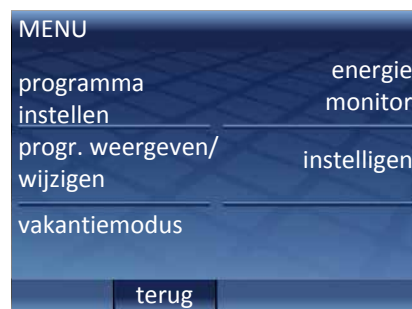 MENU
programma
instellen
energie
monitor
progr. weergeven/
wijzigen
instelligen
vakantiemodus
terug